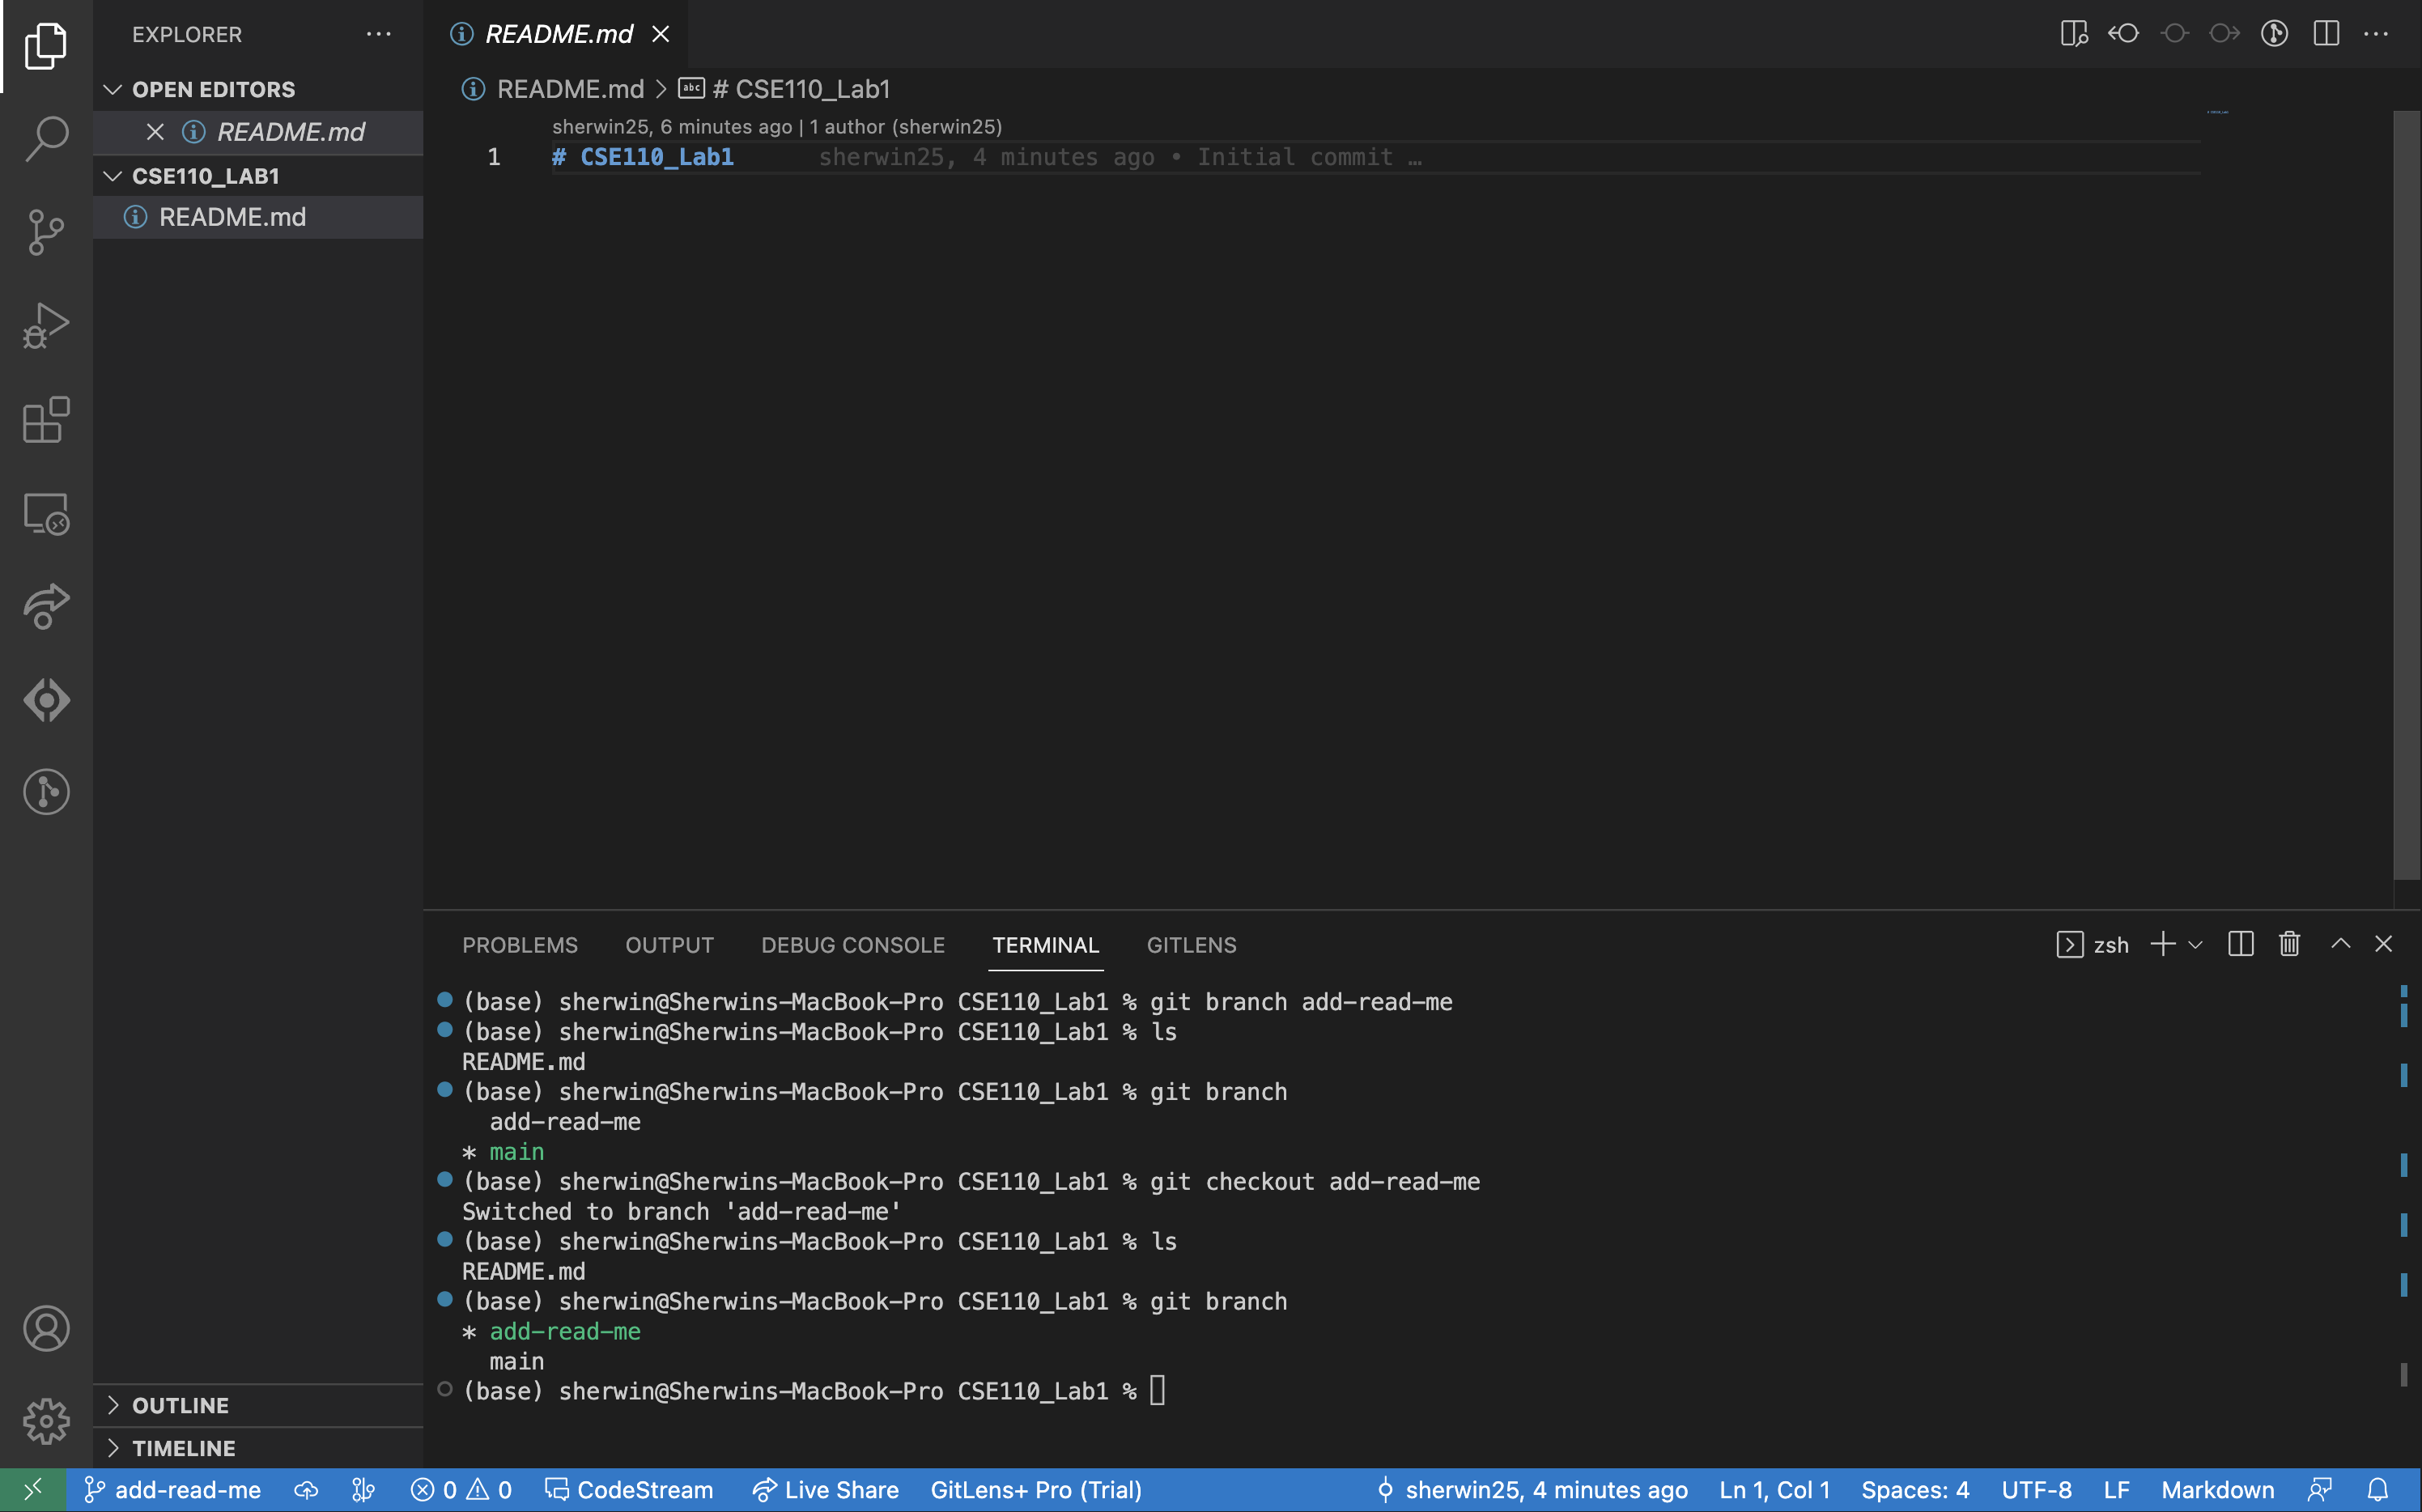 EXPLORER
OPEN EDITORS
README.md
CSE110_LAB1
README.md
OUTLINE
TIMELINE
README.md
README.md > # CSE110_Lab1
sherwin25, 6 minutes ago | 1 author (sherwin25)
1 # CSE110_Lab1 sherwin25, 4 minutes ago • Initial commit …
PROBLEMS OUTPUT DEBUG CONSOLE TERMINAL GITLENS zsh
(base) sherwin@Sherwins-MacBook-Pro CSE110_Lab1 % git branch add-read-me
(base) sherwin@Sherwins-MacBook-Pro CSE110_Lab1 % ls
README.md
(base) sherwin@Sherwins-MacBook-Pro CSE110_Lab1 % git branch
add-read-me
* main
(base) sherwin@Sherwins-MacBook-Pro CSE110_Lab1 % git checkout add-read-me
Switched to branch 'add-read-me'
(base) sherwin@Sherwins-MacBook-Pro CSE110_Lab1 % ls
README.md
(base) sherwin@Sherwins-MacBook-Pro CSE110_Lab1 % git branch
* add-read-me
main
(base) sherwin@Sherwins-MacBook-Pro CSE110_Lab1 %
add-read-me 0 0 CodeStream Live Share GitLens+ Pro (Trial) sherwin25, 4 minutes ago Ln 1, Col 1 Spaces: 4 UTF-8 LF Markdown